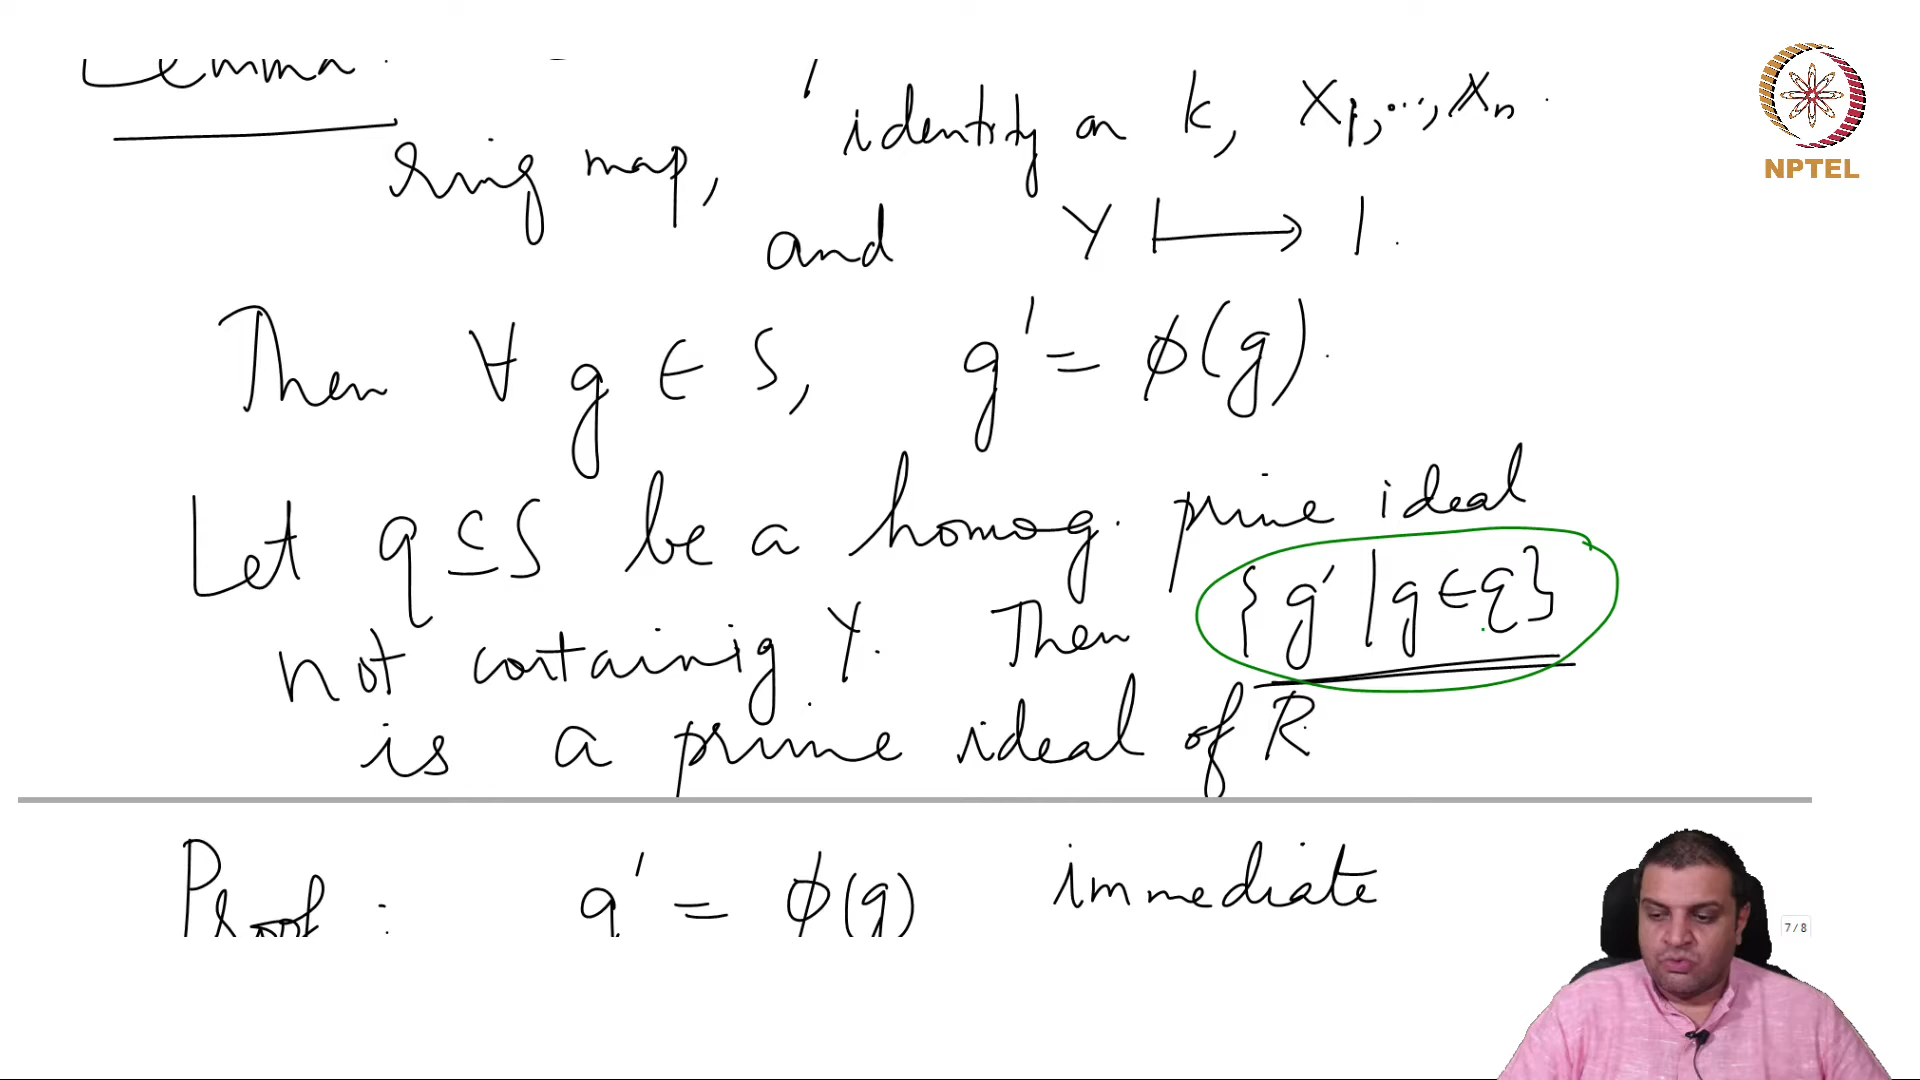 Lemma:
identity on k, X₁,..., Xₙ.
ring map,
and Y ⟼ 1.
Then ∀ g ∈ S, g' = ϕ(g).
Let q ⊆ S be a homog. prime ideal
not containig Y. Then { g' | g ∈ q }
is a prime ideal of R
Proof: g' = ϕ(g) immediate
NPTEL
7 / 8